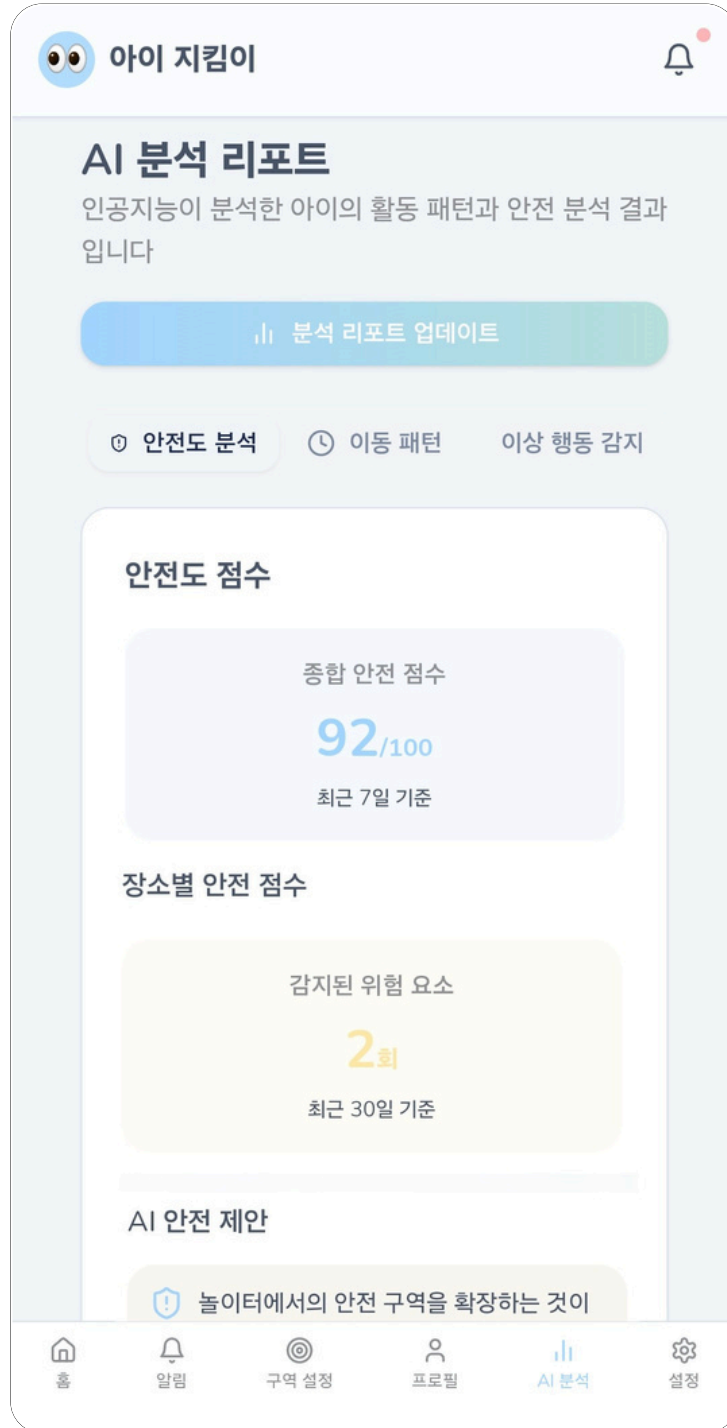 아이 지킴이
AI 분석 리포트
인공지능이 분석한 아이의 활동 패턴과 안전 분석 결과
입니다
분석 리포트 업데이트
안전도 분석 이동 패턴 이상 행동 감지
안전도 점수
종합 안전 점수
92/100
최근 7일 기준
장소별 안전 점수
감지된 위험 요소
2회
최근 30일 기준
AI 안전 제안
놀이터에서의 안전 구역을 확장하는 것이
홈 알림 구역 설정 프로필 AI 분석 설정